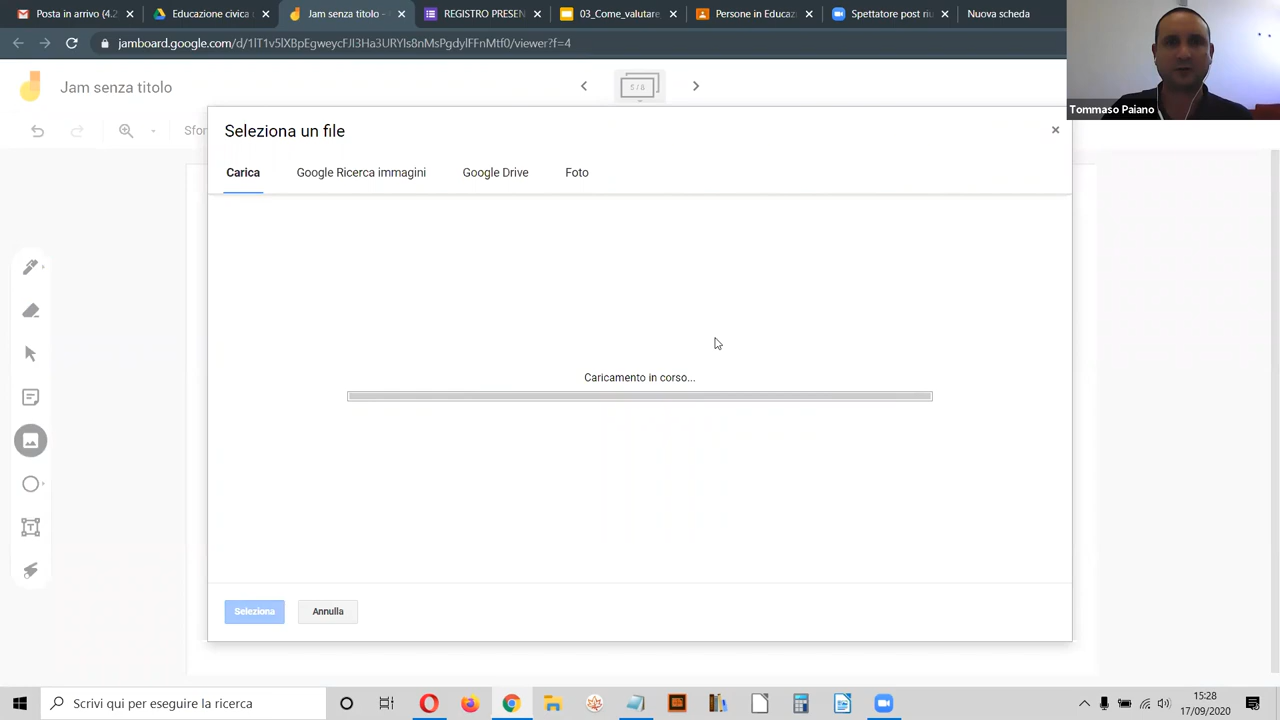 Posta in arrivo (4.2
Educazione civica
Jam senza titolo -
REGISTRO PRESEN
03_Come_valutare
Persone in Educaz
Spettatore post riu
Nuova scheda
jamboard.google.com/d/1lT1v5lXBpEgweycFJI3Ha3URYIs8nMsPgdylFFnMtf0/viewer?f=4
Tommaso Paiano
Jam senza titolo
5/8
Sfor
Seleziona un file
Carica
Google Ricerca immagini
Google Drive
Foto
Caricamento in corso...
Seleziona
Annulla
Scrivi qui per eseguire la ricerca
15:28
17/09/2020